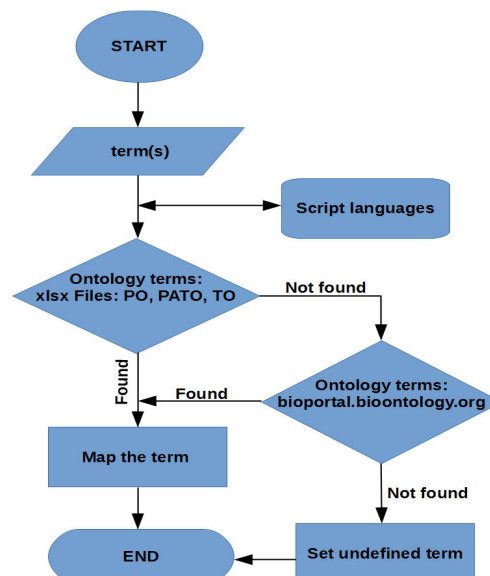 START
term(s)
Script languages
Ontology terms:
xlsx Files: PO, PATO, TO
Not found
Ontology terms:
bioportal.bioontology.org
Found
Found
Map the term
Not found
Set undefined term
END